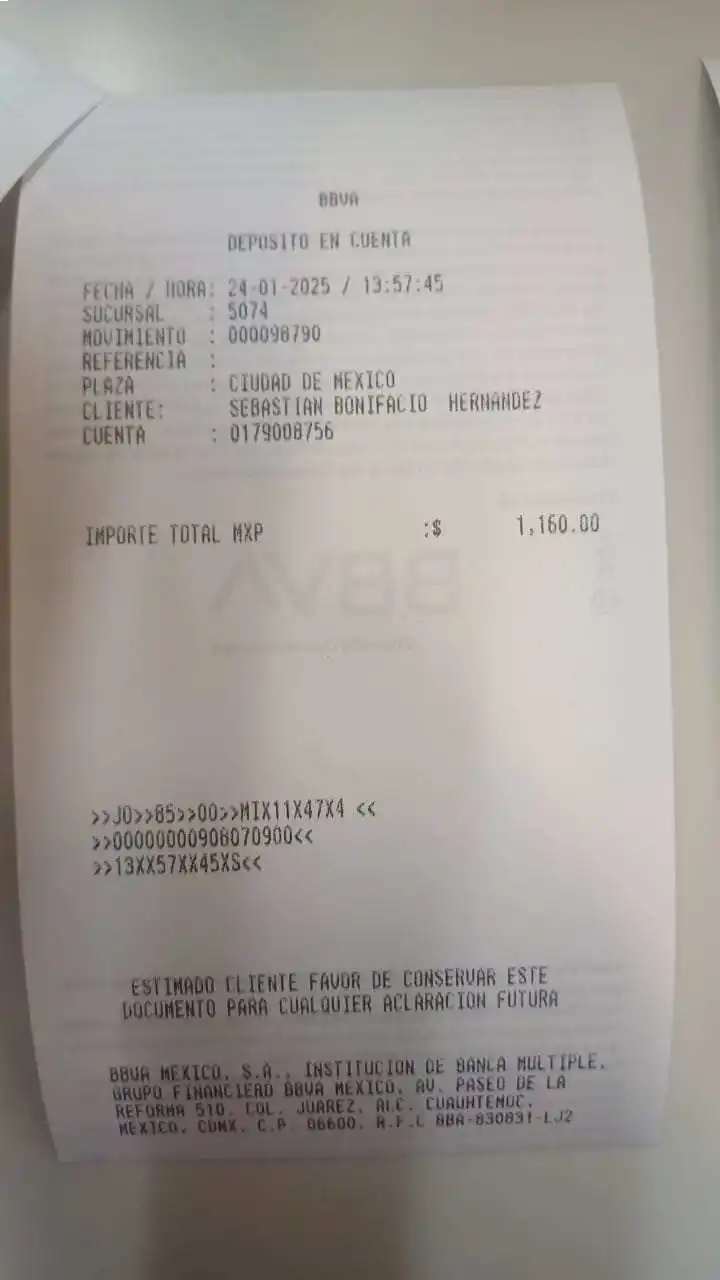 BBVA
DEPOSITO EN CUENTA
FECHA / HORA: 24-01-2025 / 13:57:45
SUCURSAL : 5074
MOVIMIENTO : 000098790
REFERENCIA :
PLAZA : CIUDAD DE MEXICO
CLIENTE: SEBASTIAN BONIFACIO HERNANDEZ
CUENTA : 0179008756
IMPORTE TOTAL MXP :$ 1,160.00
BBVA
>>J0>>85>>00>>MIX11X47X4 <<
>>00000000908070900<<
>>13XX57XX45XS<<
ESTIMADO CLIENTE FAVOR DE CONSERVAR ESTE
DOCUMENTO PARA CUALQUIER ACLARACION FUTURA
BBVA MEXICO, S.A., INSTITUCION DE BANCA MULTIPLE,
GRUPO FINANCIERO BBVA MEXICO, AV. PASEO DE LA
REFORMA 510, COL. JUAREZ, ALC. CUAUHTEMOC,
MEXICO, CDMX. C.P. 06600, R.F.C BBA-830831-LJ2